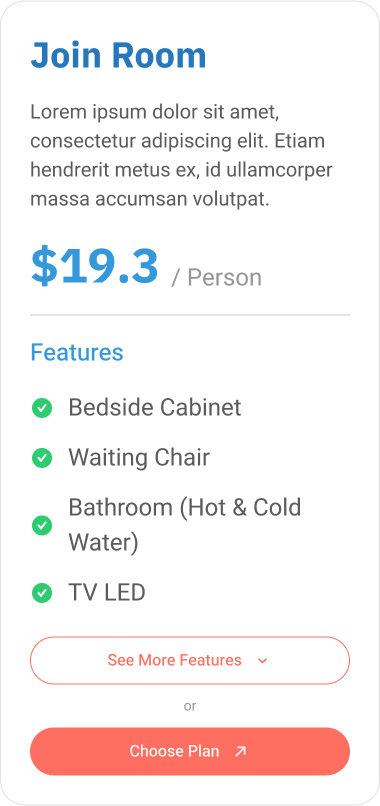 Join Room
Lorem ipsum dolor sit amet,
consectetur adipiscing elit. Etiam
hendrerit metus ex, id ullamcorper
massa accumsan volutpat.
$19.3 / Person
Features
Bedside Cabinet
Waiting Chair
Bathroom (Hot & Cold
Water)
TV LED
See More Features
or
Choose Plan